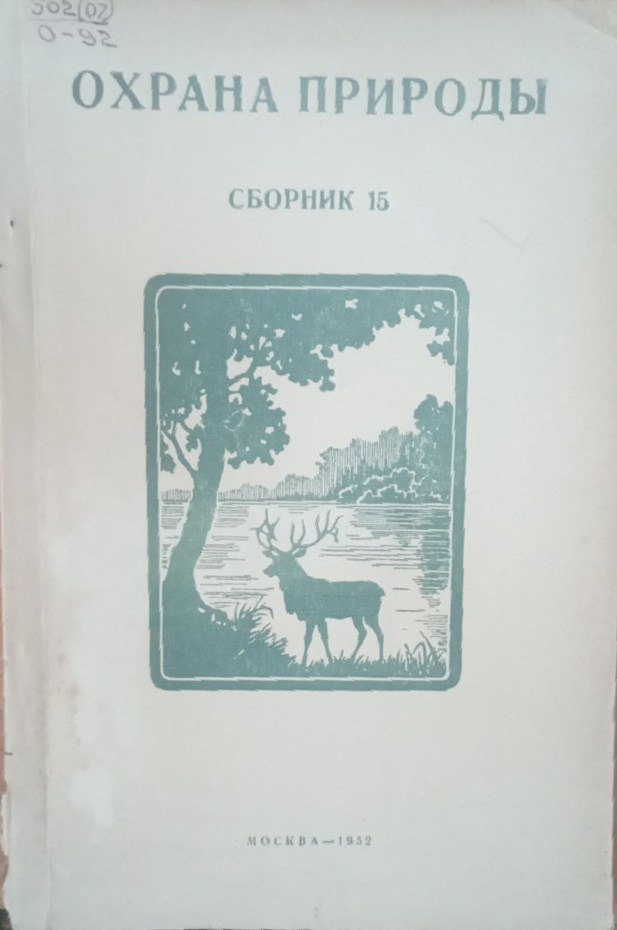 502(07)
О-92
ОХРАНА ПРИРОДЫ
СБОРНИК 15
МОСКВА—1952